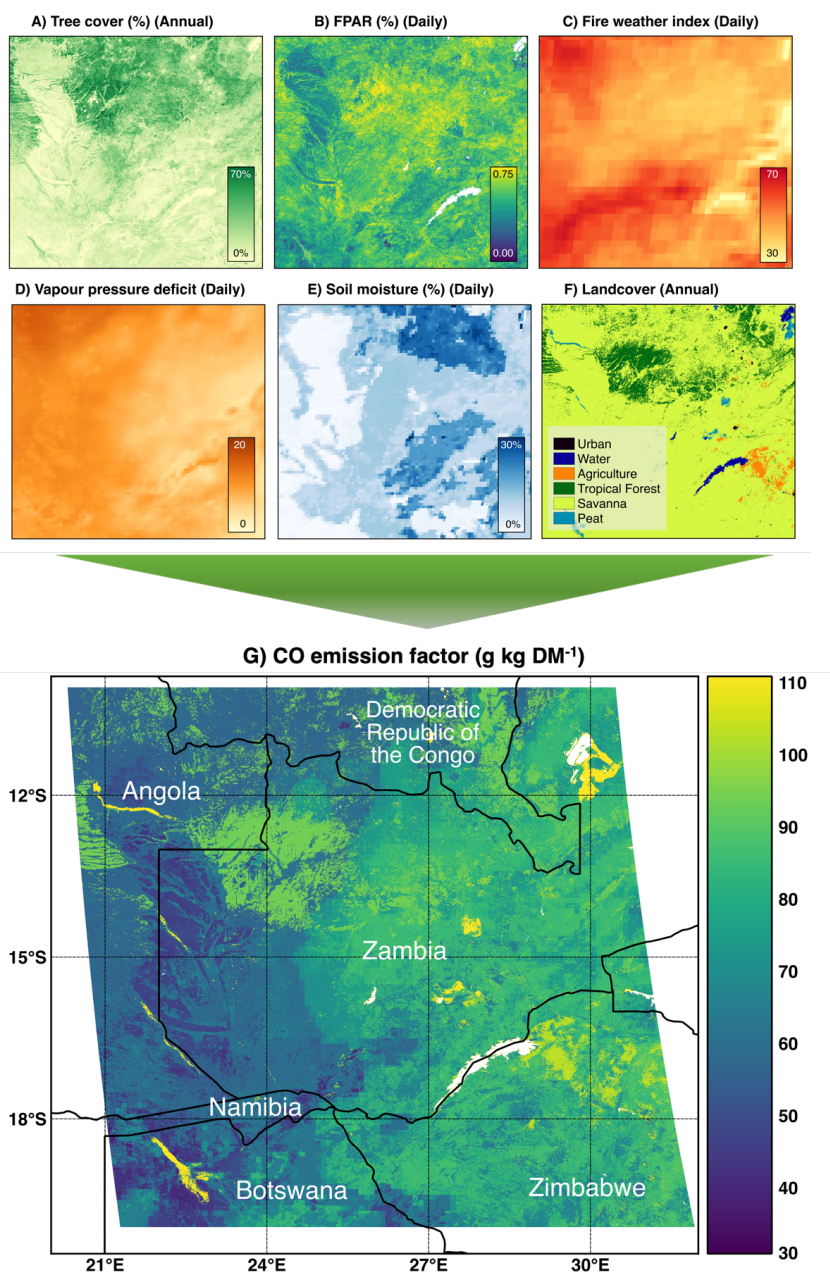 A) Tree cover (%) (Annual)
B) FPAR (%) (Daily)
C) Fire weather index (Daily)
70%
0%
0.75
0.00
70
30
D) Vapour pressure deficit (Daily)
E) Soil moisture (%) (Daily)
F) Landcover (Annual)
20
0
30%
0%
Urban
Water
Agriculture
Tropical Forest
Savanna
Peat
G) CO emission factor (g kg DM⁻¹)
Democratic
Republic of
the Congo
Angola
Zambia
Namibia
Botswana
Zimbabwe
12°S
15°S
18°S
21°E
24°E
27°E
30°E
110
100
90
80
70
60
50
40
30